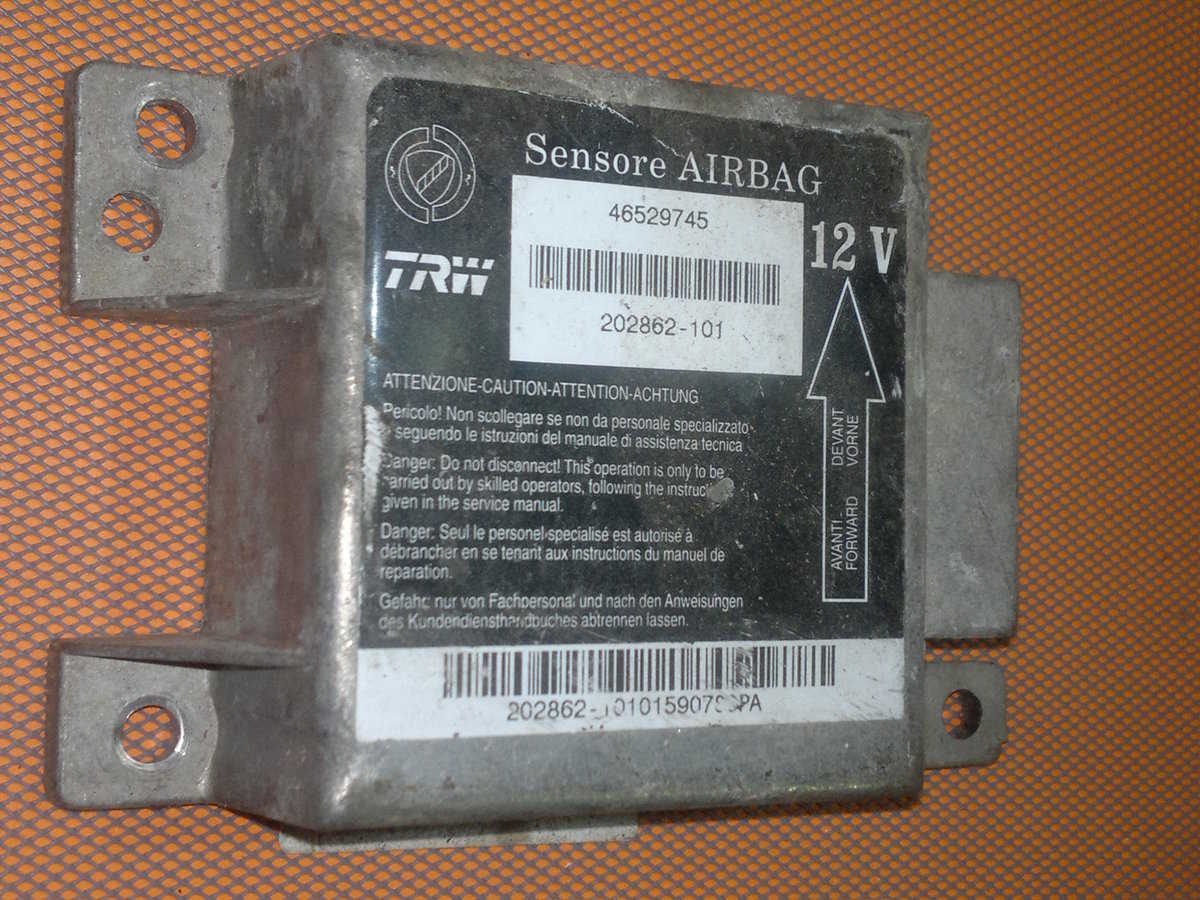 Sensore AIRBAG
46529745
12 V
TRW
202862-101
ATTENZIONE-CAUTION-ATTENTION-ACHTUNG
Pericolo! Non scollegare se non da personale specializzato
seguendo le istruzioni del manuale di assistenza tecnica
Danger: Do not disconnect! This operation is only to be
carried out by skilled operators, following the
given in the service manual.
Danger: Seul le personel specialisé est autorisé à
débrancher en se tenant aux instructions du manuel de
reparation.
Gefahr: nur von Fachpersonal und nach den Anweisungen
des Kundendiensthandbuches abtrennen lassen.
AVANTI DEVANT
FORWARD VORNE